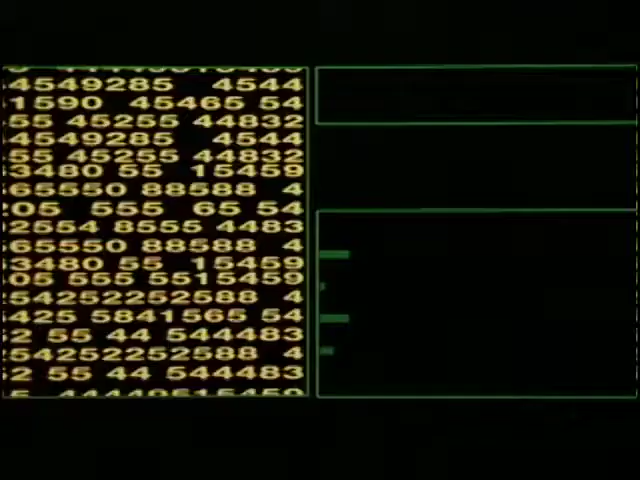 4549285 4544
1590 45465 54
55 45255 44832
4549285 4544
55 45255 44832
3480 55 15459
65550 88588 4
05 555 65 54
2554 8555 4483
65550 88588 4
3480 55 15459
05 555 5515459
54252252588 4
425 5841565 54
2 55 44 544483
54252252588 4
2 55 44 544483